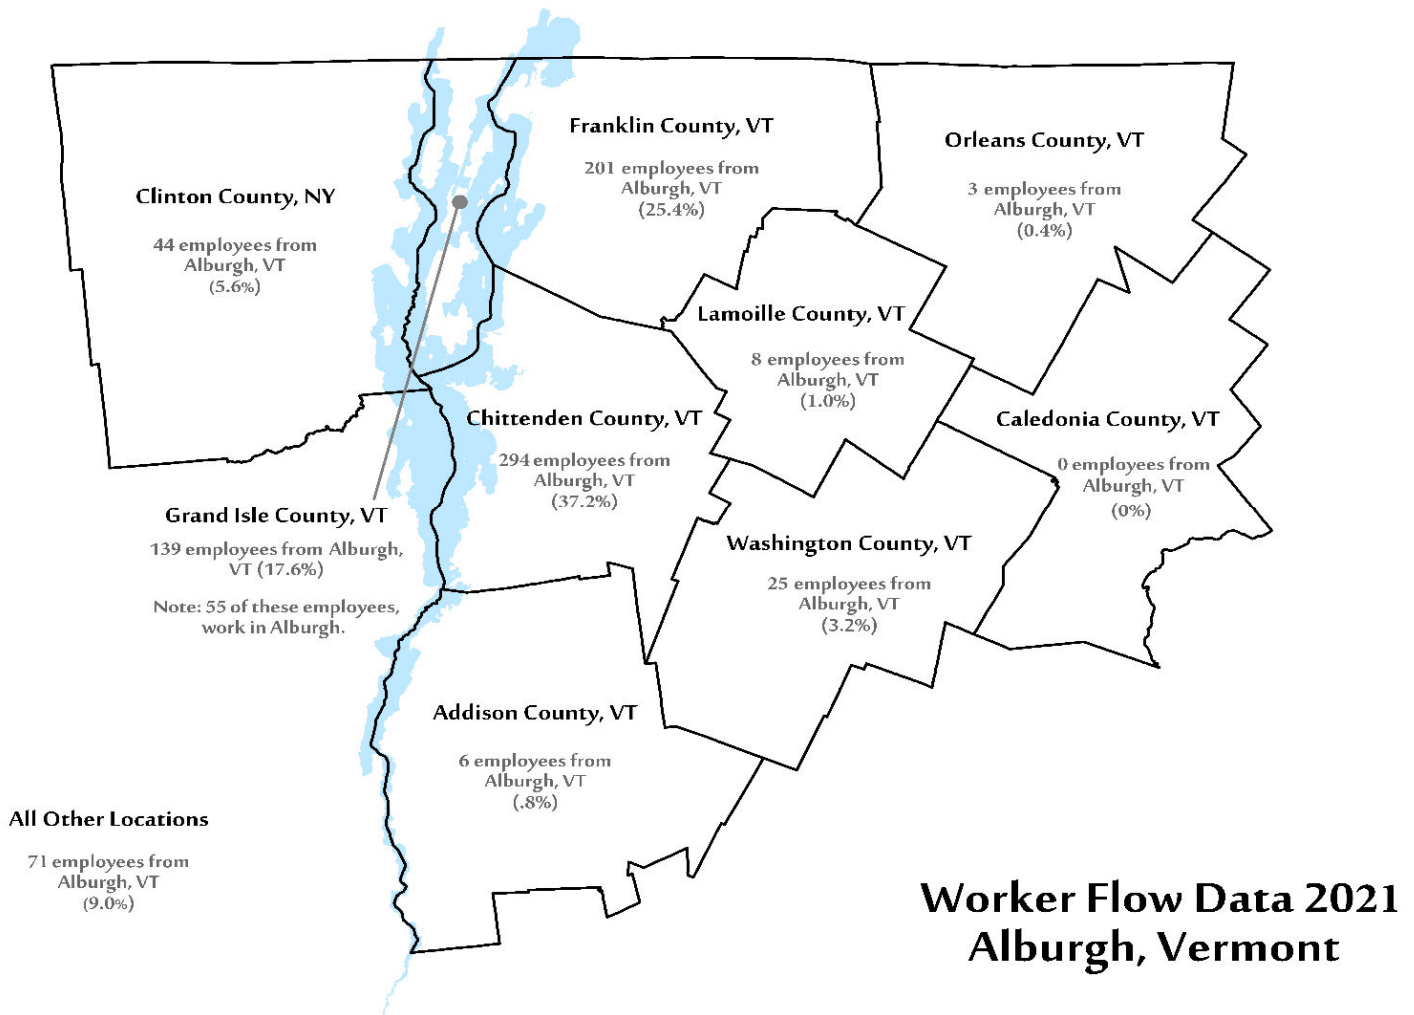 Franklin County, VT
201 employees from
Alburgh, VT
(25.4%)
Orleans County, VT
3 employees from
Alburgh, VT
(0.4%)
Clinton County, NY
44 employees from
Alburgh, VT
(5.6%)
Lamoille County, VT
8 employees from
Alburgh, VT
(1.0%)
Chittenden County, VT
294 employees from
Alburgh, VT
(37.2%)
Caledonia County, VT
0 employees from
Alburgh, VT
(0%)
Grand Isle County, VT
139 employees from Alburgh,
VT (17.6%)
Note: 55 of these employees,
work in Alburgh.
Washington County, VT
25 employees from
Alburgh, VT
(3.2%)
Addison County, VT
6 employees from
Alburgh, VT
(.8%)
All Other Locations
71 employees from
Alburgh, VT
(9.0%)
Worker Flow Data 2021
Alburgh, Vermont